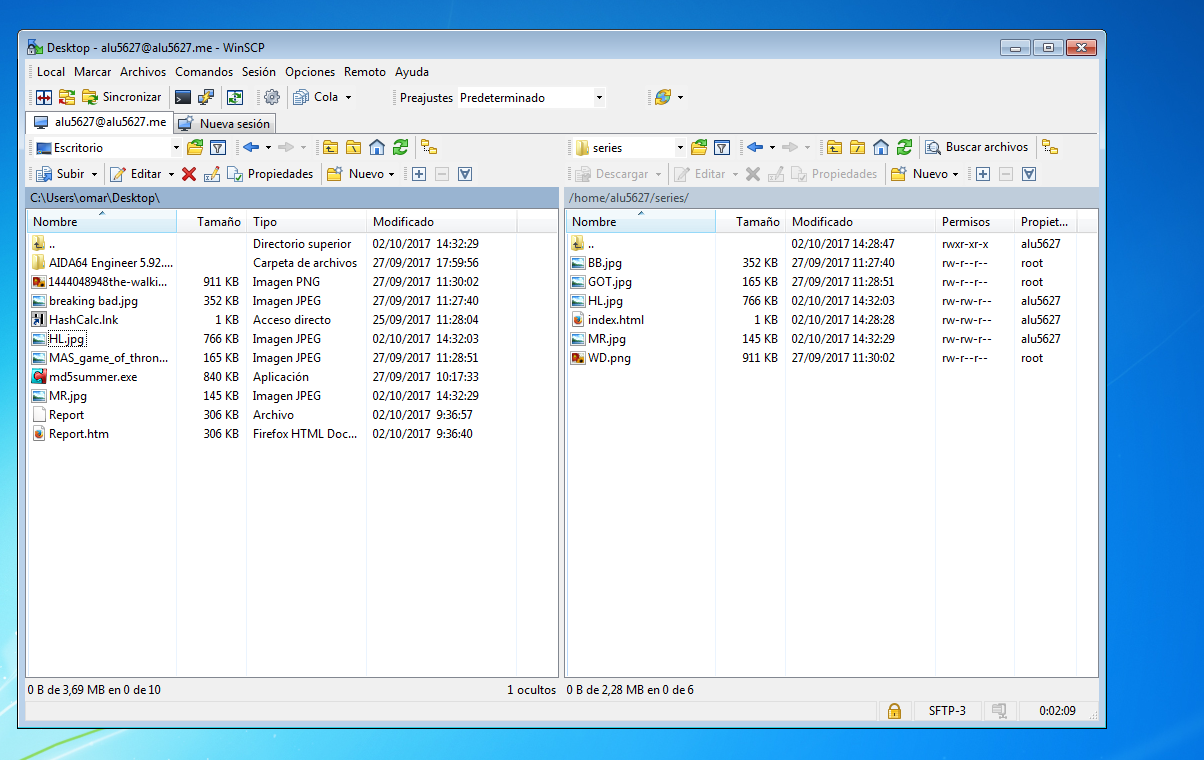 Desktop - alu5627@alu5627.me - WinSCP
Local Marcar Archivos Comandos Sesión Opciones Remoto Ayuda
Sincronizar Cola Preajustes Predeterminado
alu5627@alu5627.me Nueva sesión
Escritorio series Buscar archivos
Subir Editar Propiedades Nuevo Descargar Editar Propiedades Nuevo
C:\Users\omar\Desktop\ /home/alu5627/series/
Nombre Tamaño Tipo Modificado
.. Directorio superior 02/10/2017 14:32:29
AIDA64 Engineer 5.92.... Carpeta de archivos 27/09/2017 17:59:56
1444048948the-walki... 911 KB Imagen PNG 27/09/2017 11:30:02
breaking bad.jpg 352 KB Imagen JPEG 27/09/2017 11:27:40
HashCalc.lnk 1 KB Acceso directo 25/09/2017 11:28:04
HL.jpg 766 KB Imagen JPEG 02/10/2017 14:32:03
MAS_game_of_thron... 165 KB Imagen JPEG 27/09/2017 11:28:51
md5summer.exe 840 KB Aplicación 27/09/2017 10:17:33
MR.jpg 145 KB Imagen JPEG 02/10/2017 14:32:29
Report 306 KB Archivo 02/10/2017 9:36:57
Report.htm 306 KB Firefox HTML Doc... 02/10/2017 9:36:40
Nombre Tamaño Modificado Permisos Propiet...
.. 02/10/2017 14:28:47 rwxr-xr-x alu5627
BB.jpg 352 KB 27/09/2017 11:27:40 rw-r--r-- root
GOT.jpg 165 KB 27/09/2017 11:28:51 rw-r--r-- root
HL.jpg 766 KB 02/10/2017 14:32:03 rw-rw-r-- alu5627
index.html 1 KB 02/10/2017 14:28:28 rw-rw-r-- alu5627
MR.jpg 145 KB 02/10/2017 14:32:29 rw-rw-r-- alu5627
WD.png 911 KB 27/09/2017 11:30:02 rw-r--r-- root
0 B de 3,69 MB en 0 de 10 1 ocultos 0 B de 2,28 MB en 0 de 6
SFTP-3 0:02:09